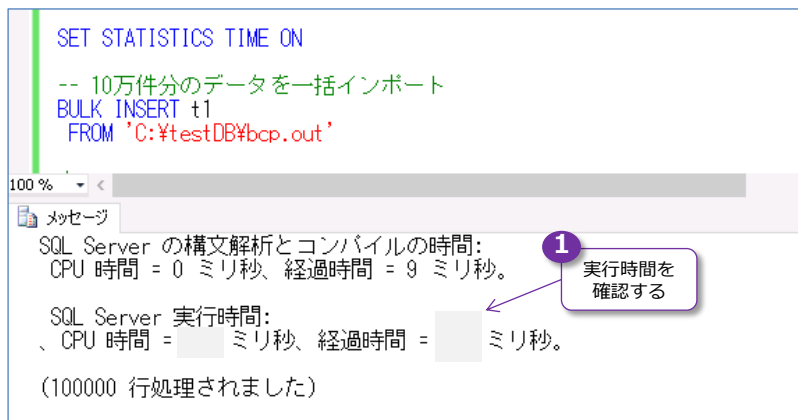 SET STATISTICS TIME ON
-- 10万件分のデータを一括インポート
BULK INSERT t1
FROM 'C:¥testDB¥bcp.out'
100 %
メッセージ
SQL Server の構文解析とコンパイルの時間:
CPU 時間 = 0 ミリ秒、経過時間 = 9 ミリ秒。
1
実行時間を
確認する
SQL Server 実行時間:
、CPU 時間 = ミリ秒、経過時間 = ミリ秒。
(100000 行処理されました)